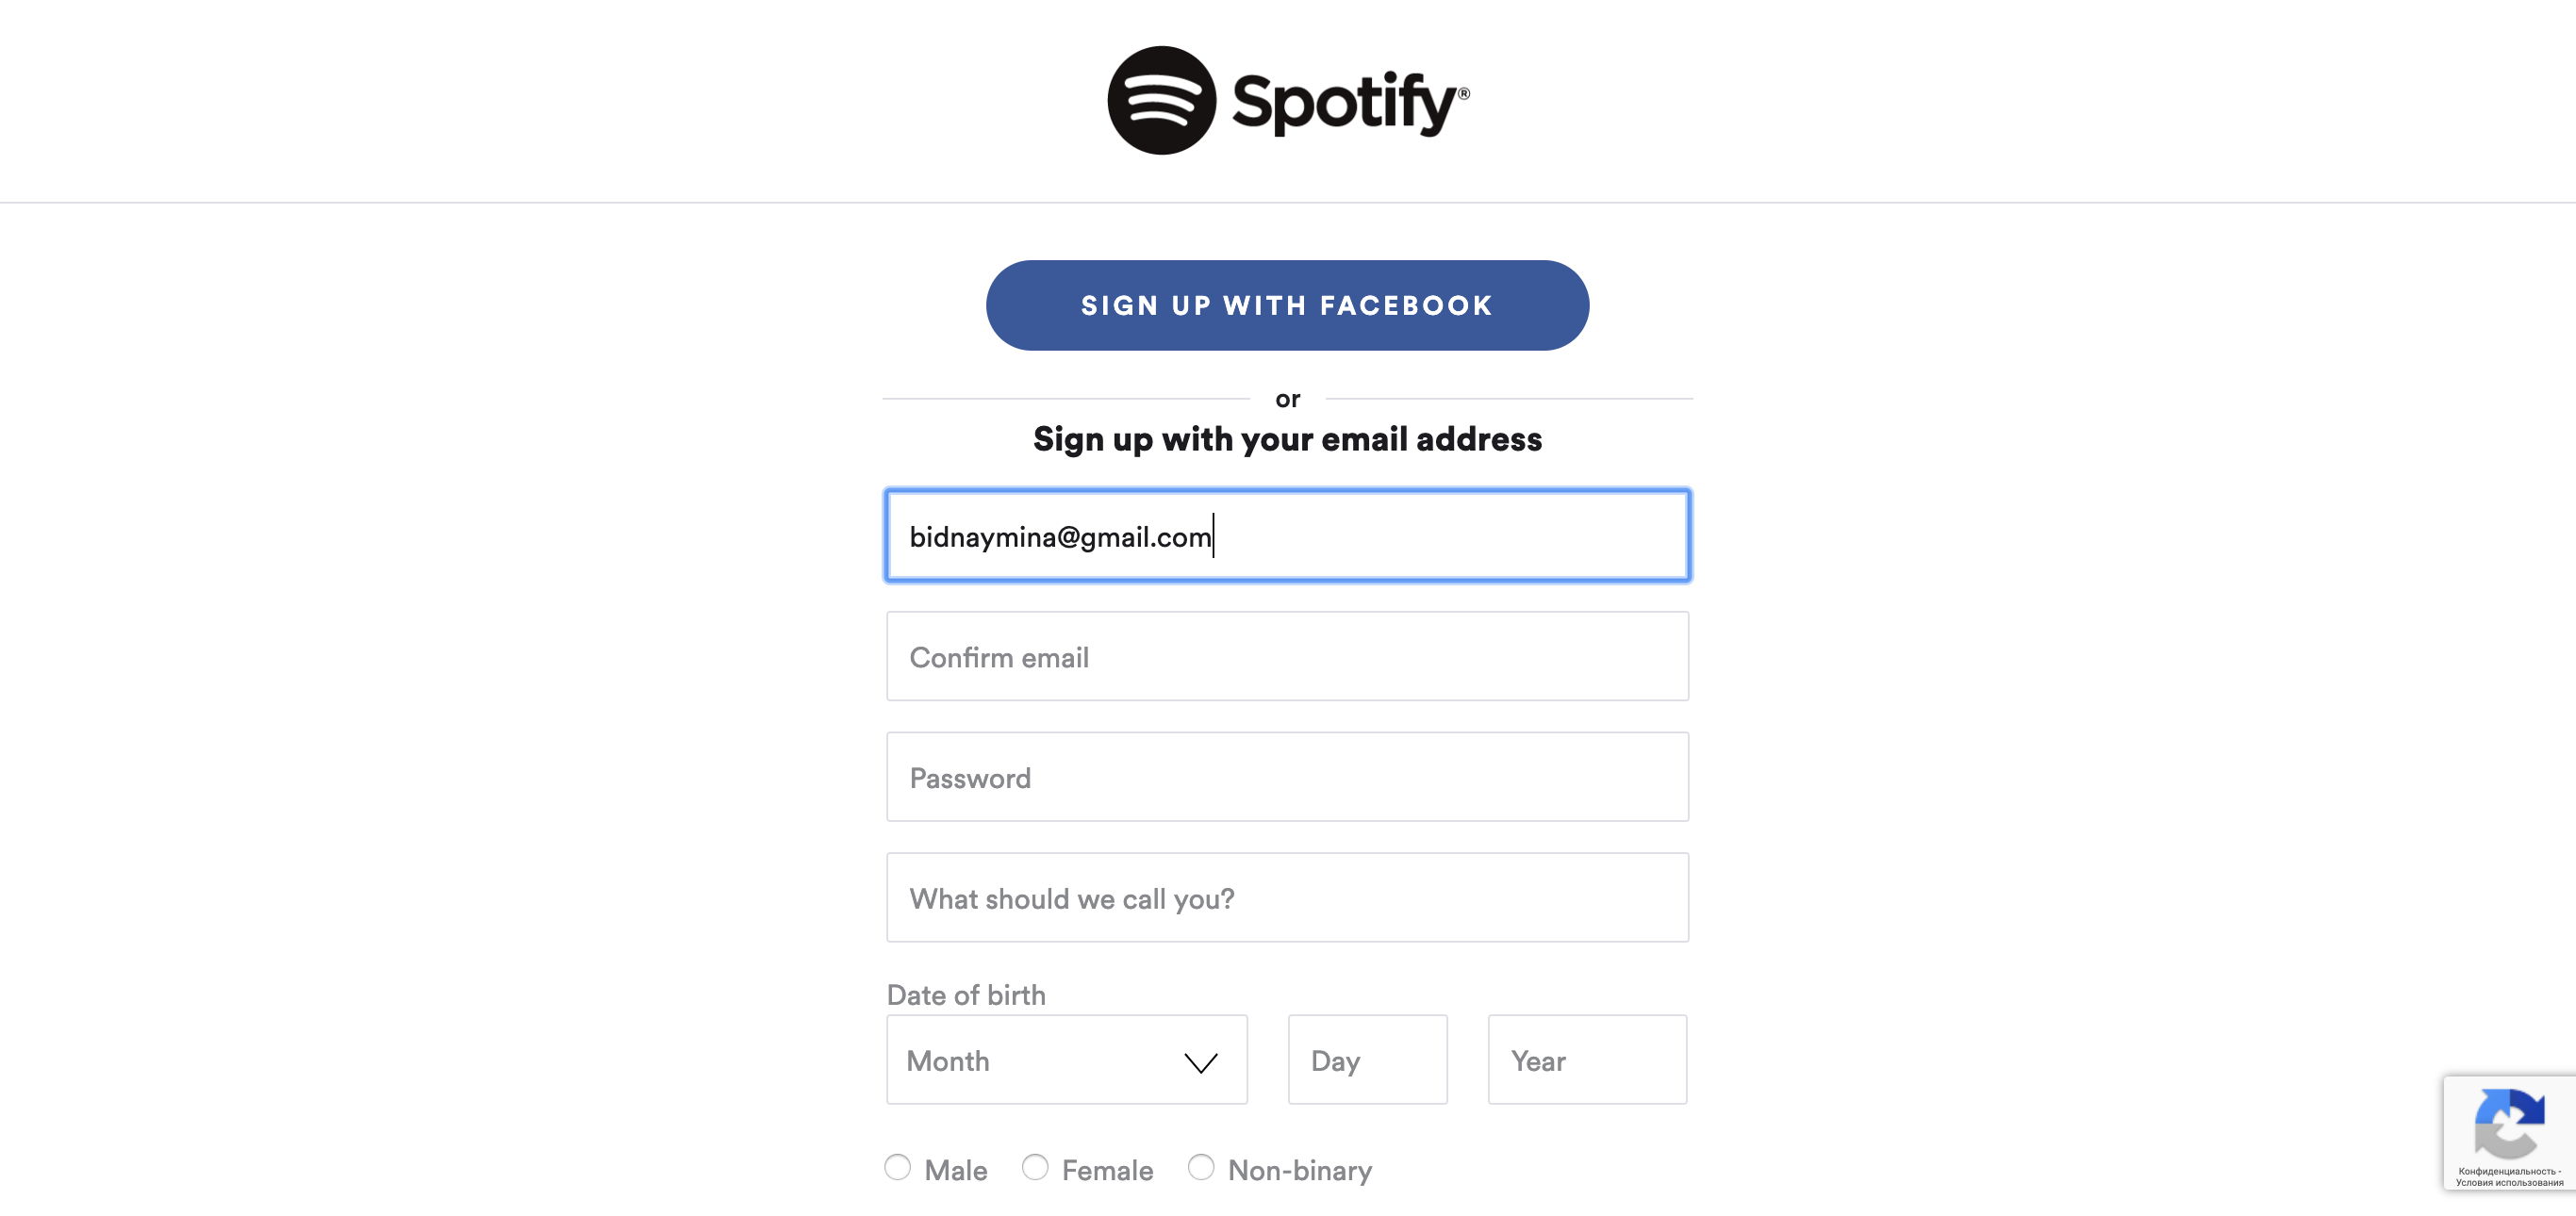 Spotify®
SIGN UP WITH FACEBOOK
or
Sign up with your email address
bidnaymina@gmail.com
Confirm email
Password
What should we call you?
Date of birth
Month Day Year
Male Female Non-binary
Конфиденциальность -
Условия использования